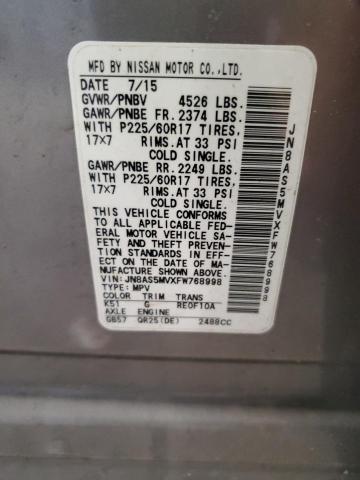 MFD BY NISSAN MOTOR CO.,LTD.
DATE 7/15
GVWR/PNBV 4526 LBS.
GAWR/PNBE FR. 2374 LBS.
WITH P225/60R17 TIRES,
17x7 RIMS.AT 33 PSI
COLD SINGLE.
GAWR/PNBE RR. 2249 LBS.
WITH P225/60R17 TIRES,
17x7 RIMS.AT 33 PSI
COLD SINGLE.
THIS VEHICLE CONFORMS
TO ALL APPLICABLE FED-
ERAL MOTOR VEHICLE SAF-
ETY AND THEFT PREVEN-
TION STANDARDS IN EFF-
ECT ON THE DATE OF MA-
NUFACTURE SHOWN ABOVE.
VIN: JN8AS5MVXFW768998
TYPE: MPV
COLOR TRIM TRANS
K51 G RE0F10A
AXLE ENGINE
GB57 QR25(DE) 2488CC
JN8AS5MVXFW768998